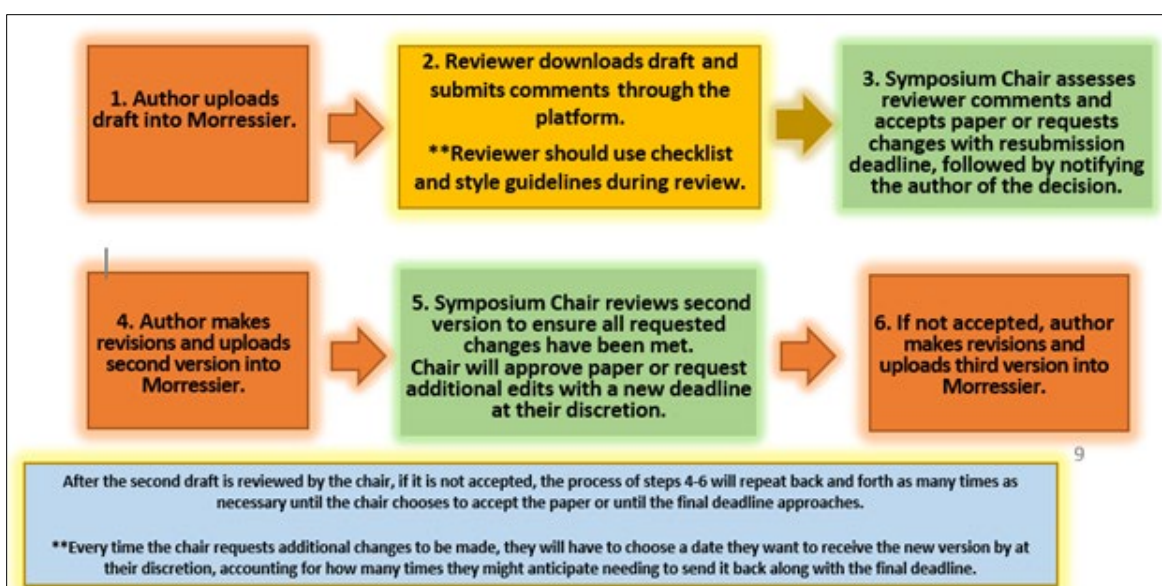 1. Author uploads
draft into Morressier.
2. Reviewer downloads draft and
submits comments through the
platform.
**Reviewer should use checklist
and style guidelines during review.
3. Symposium Chair assesses
reviewer comments and
accepts paper or requests
changes with resubmission
deadline, followed by notifying
the author of the decision.
4. Author makes
revisions and uploads
second version into
Morressier.
5. Symposium Chair reviews second
version to ensure all requested
changes have been met.
Chair will approve paper or request
additional edits with a new deadline
at their discretion.
6. If not accepted, author
makes revisions and
uploads third version into
Morressier.
9
After the second draft is reviewed by the chair, if it is not accepted, the process of steps 4-6 will repeat back and forth as many times as
necessary until the chair chooses to accept the paper or until the final deadline approaches.
**Every time the chair requests additional changes to be made, they will have to choose a date they want to receive the new version by at
their discretion, accounting for how many times they might anticipate needing to send it back along with the final deadline.